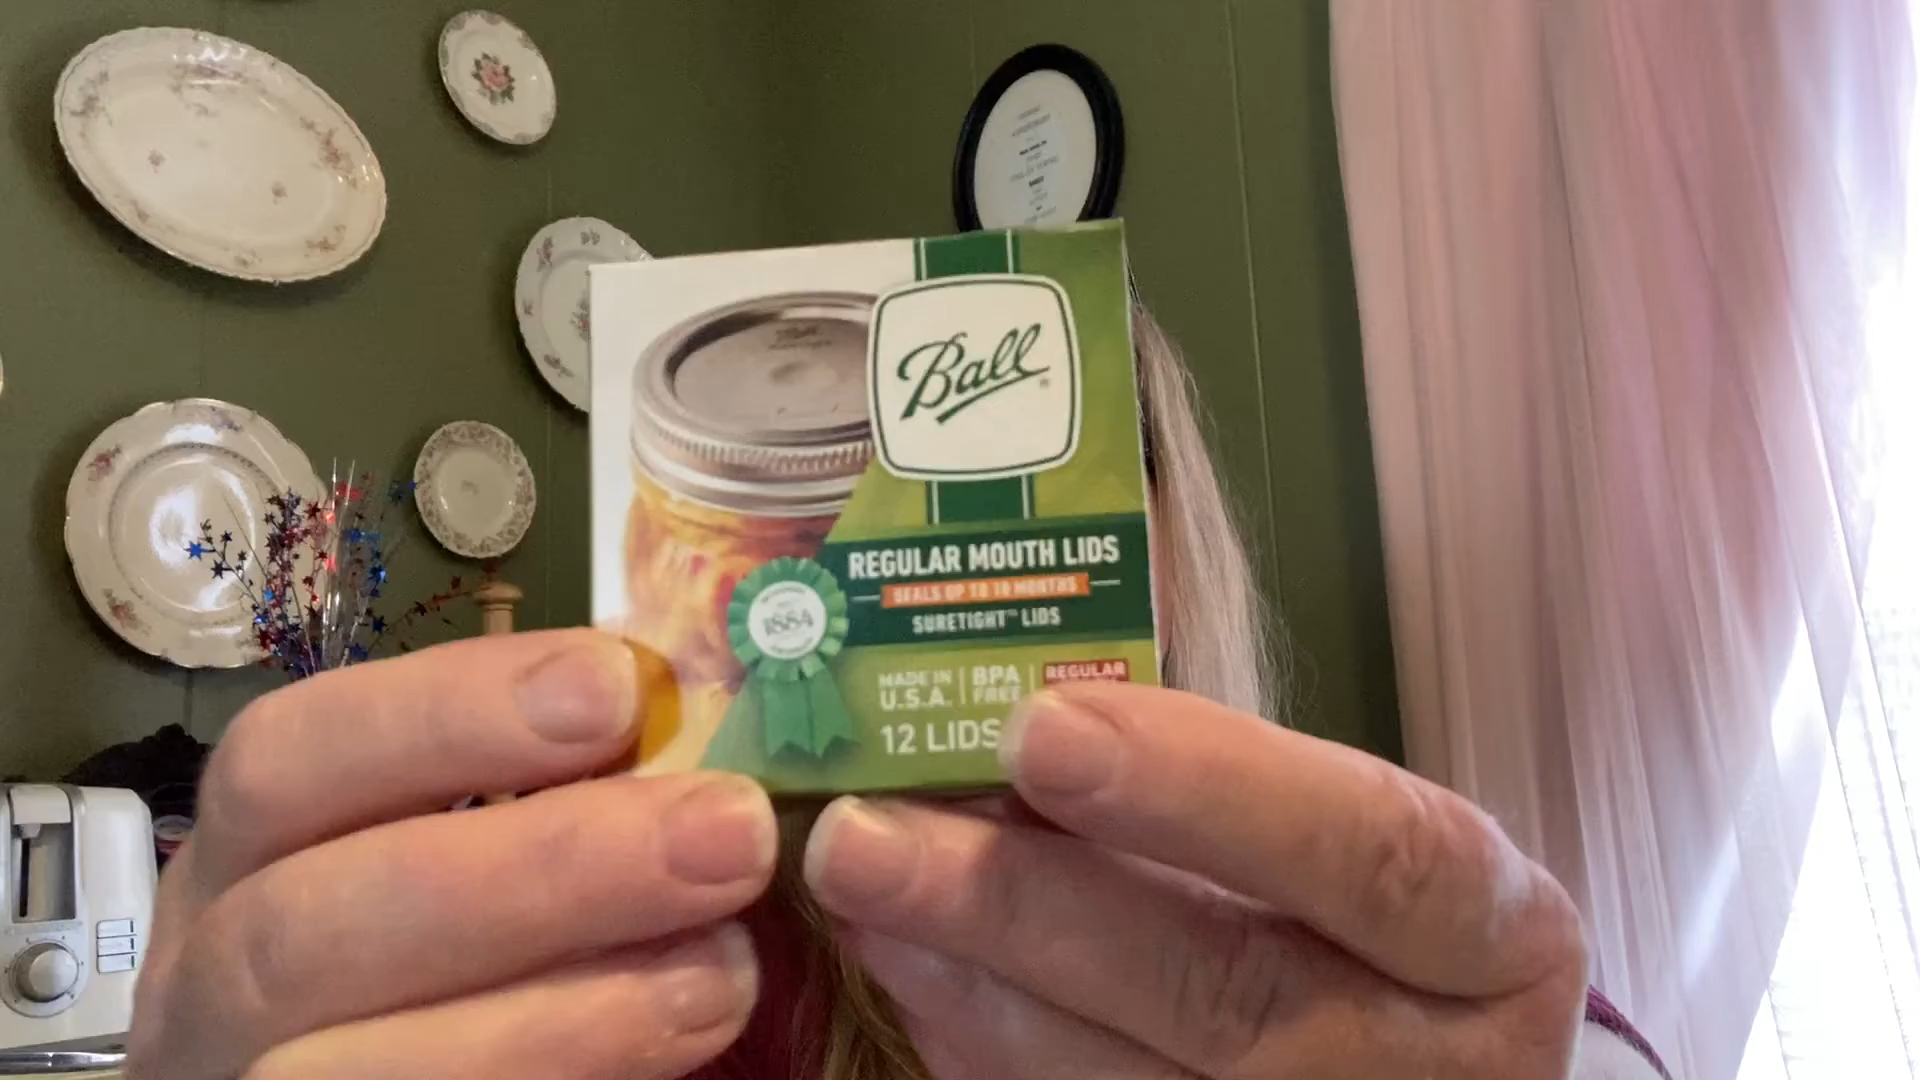 Ball
REGULAR MOUTH LIDS
SEALS UP TO 18 MONTHS
SURETIGHT™ LIDS
1884
MADE IN
U.S.A.
BPA
FREE
REGULAR
12 LIDS